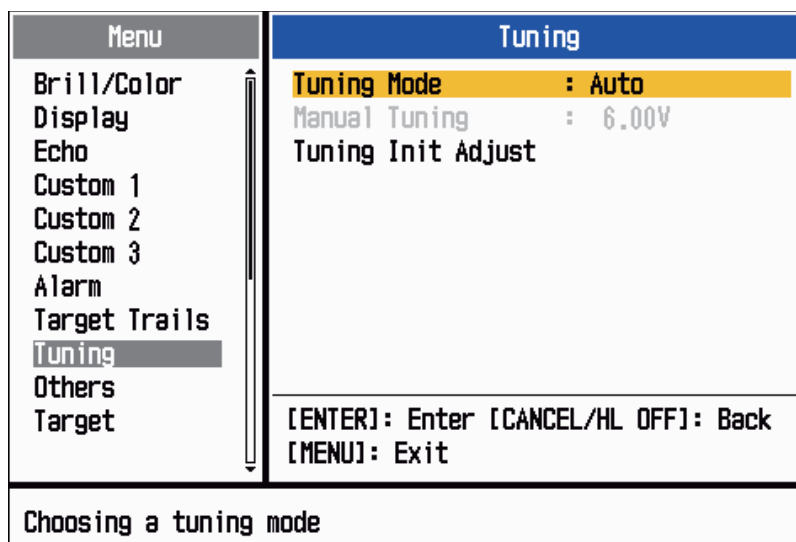 Menu
Brill/Color
Display
Echo
Custom 1
Custom 2
Custom 3
Alarm
Target Trails
Tuning
Others
Target
Tuning
Tuning Mode : Auto
Manual Tuning : 6.00V
Tuning Init Adjust
[ENTER]: Enter [CANCEL/HL OFF]: Back
[MENU]: Exit
Choosing a tuning mode